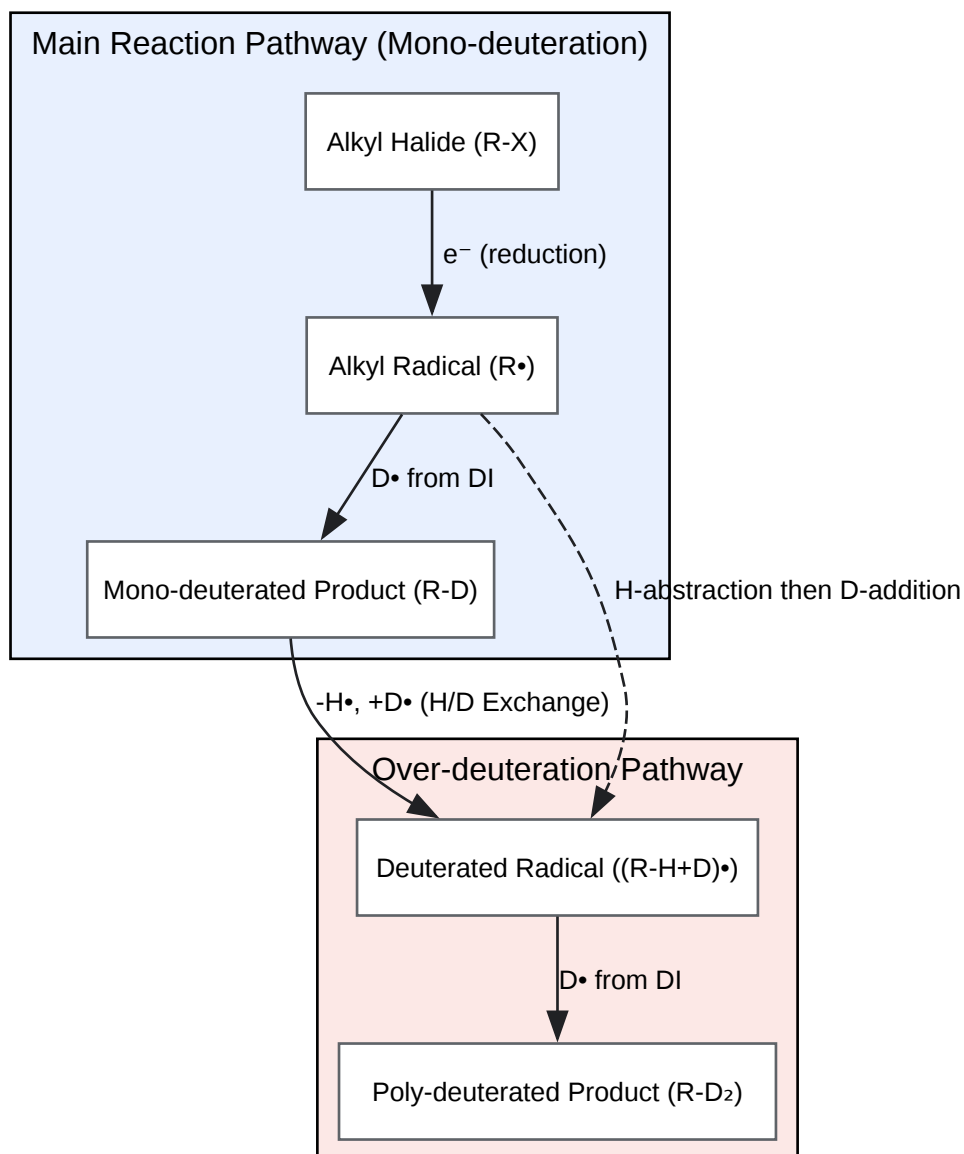 Main Reaction Pathway (Mono-deuteration)
Alkyl Halide (R-X)
e⁻ (reduction)
Alkyl Radical (R•)
D• from DI
Mono-deuterated Product (R-D)
H-abstraction then D-addition
-H•, +D• (H/D Exchange)
Over-deuteration Pathway
Deuterated Radical ((R-H+D)•)
D• from DI
Poly-deuterated Product (R-D₂)